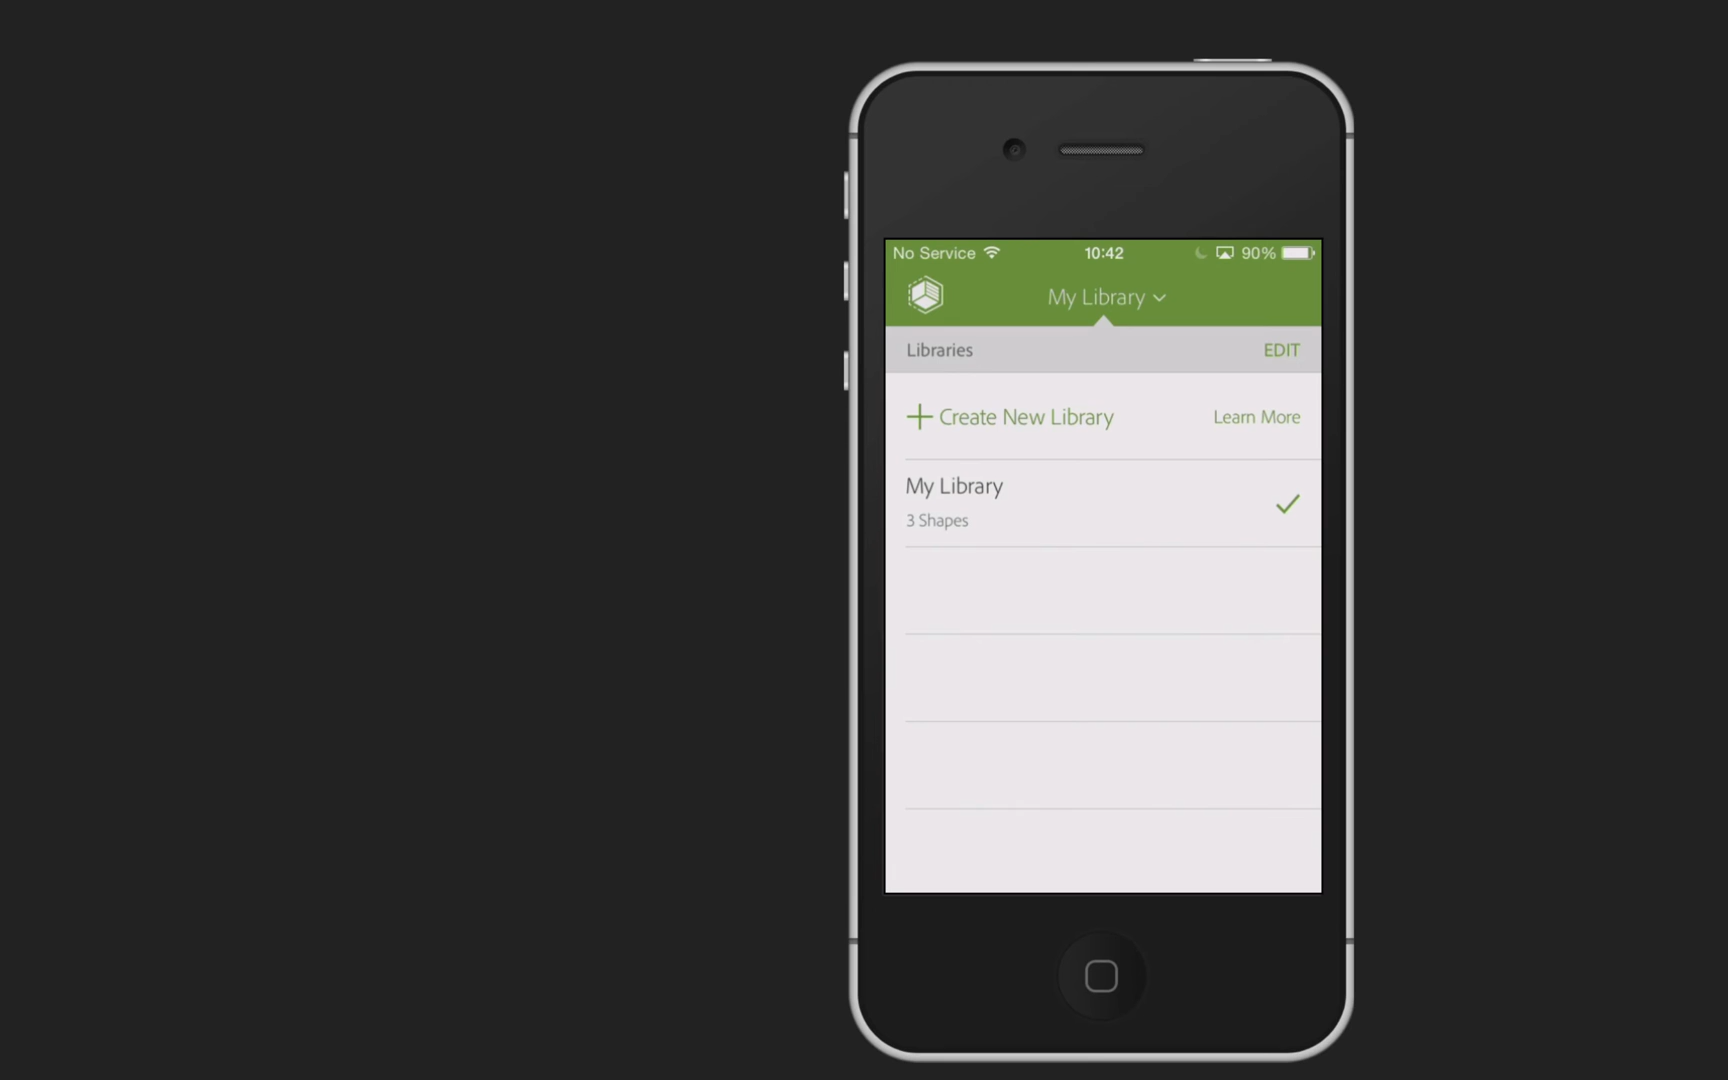 No Service 10:42 90%
My Library
Libraries EDIT
Create New Library Learn More
My Library
3 Shapes